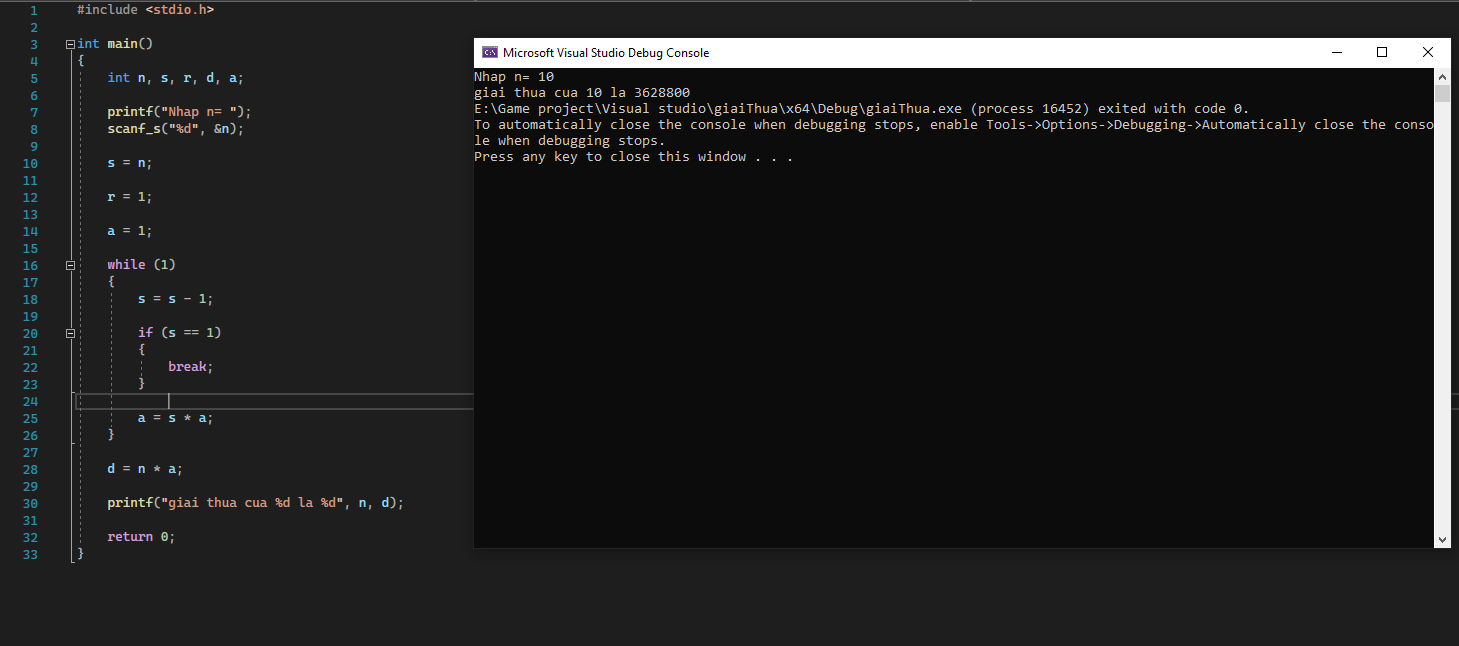 1 #include <stdio.h>
2
3 int main()
4 {
5 int n, s, r, d, a;
6
7 printf("Nhap n= ");
8 scanf_s("%d", &n);
9
10 s = n;
11
12 r = 1;
13
14 a = 1;
15
16 while (1)
17 {
18 s = s - 1;
19
20 if (s == 1)
21 {
22 break;
23 }
24
25 a = s * a;
26 }
27
28 d = n * a;
29
30 printf("giai thua cua %d la %d", n, d);
31
32 return 0;
33 }
Microsoft Visual Studio Debug Console
Nhap n= 10
giai thua cua 10 la 3628800
E:\Game project\Visual studio\giaiThua\x64\Debug\giaiThua.exe (process 16452) exited with code 0.
To automatically close the console when debugging stops, enable Tools->Options->Debugging->Automatically close the conso
le when debugging stops.
Press any key to close this window . . .